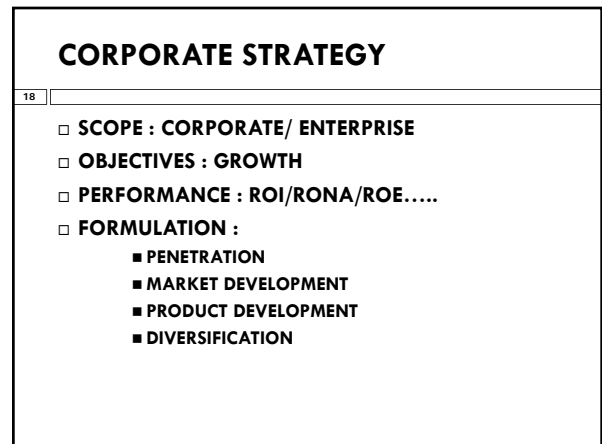 CORPORATE STRATEGY
18
SCOPE : CORPORATE/ ENTERPRISE
OBJECTIVES : GROWTH
PERFORMANCE : ROI/RONA/ROE.....
FORMULATION :
PENETRATION
MARKET DEVELOPMENT
PRODUCT DEVELOPMENT
DIVERSIFICATION